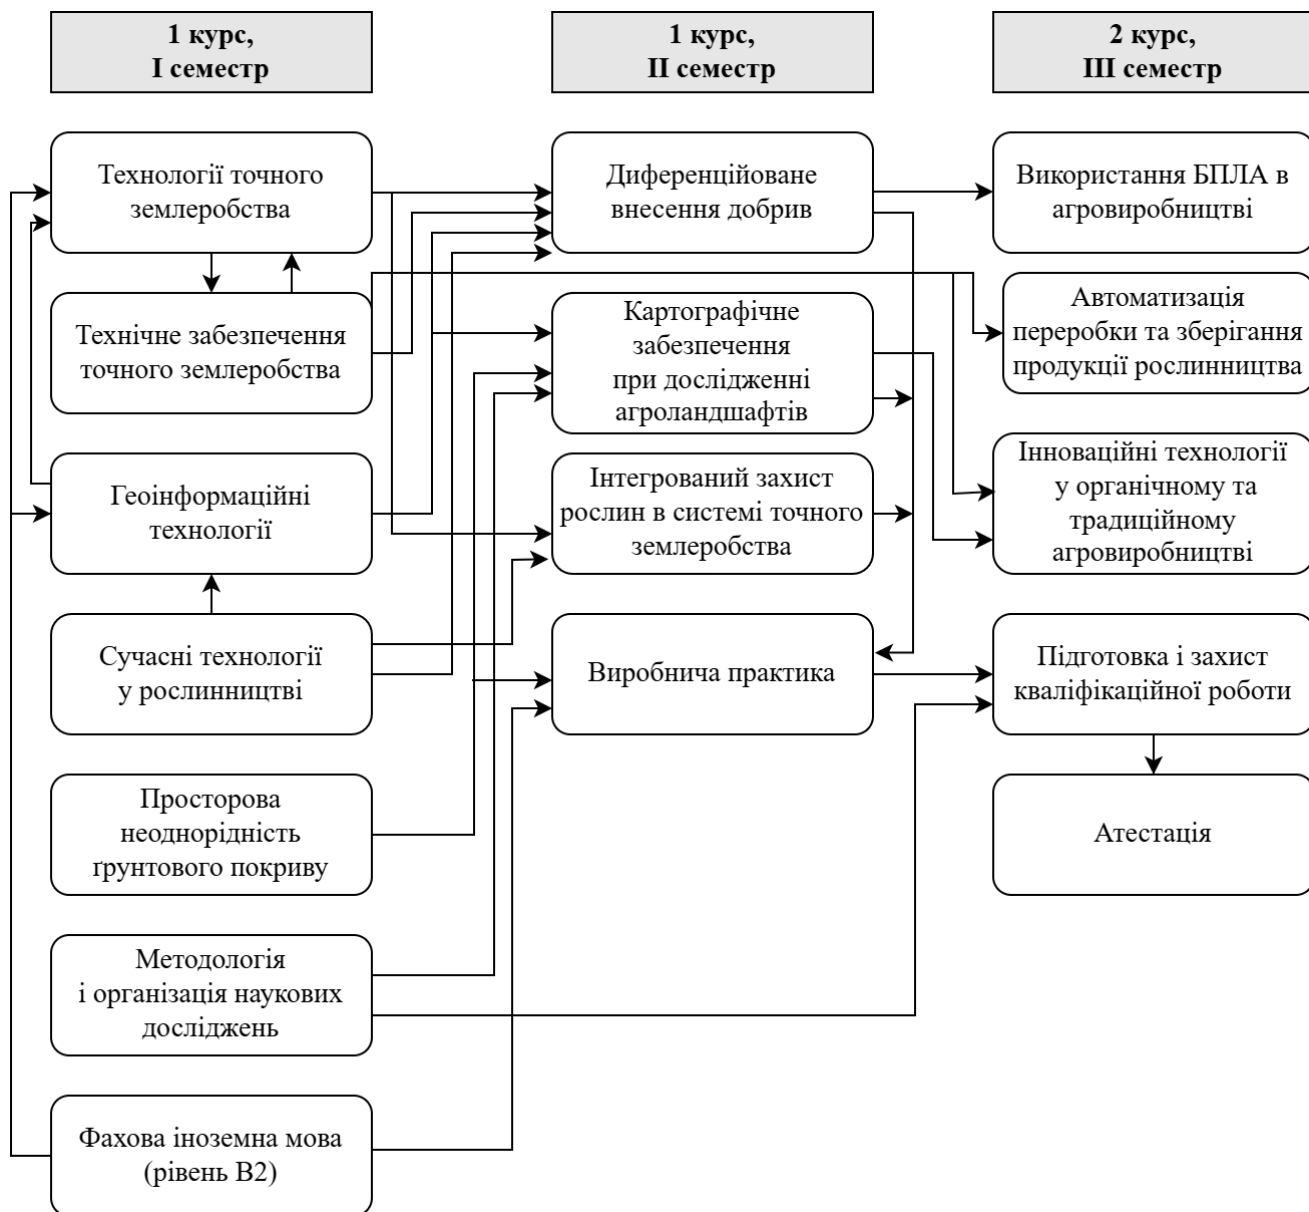 1 курс,
I семестр
1 курс,
II семестр
2 курс,
III семестр
Технології точного
землеробства
Технічне забезпечення
точного землеробства
Геоінформаційні
технології
Сучасні технології
у рослинництві
Просторова
неоднорідність
ґрунтового покриву
Методологія
і організація наукових
досліджень
Фахова іноземна мова
(рівень B2)
Диференційоване
внесення добрив
Картографічне
забезпечення
при дослідженні
агроландшафтів
Інтегрований захист
рослин в системі точного
землеробства
Виробнича практика
Використання БПЛА в
агровиробництві
Автоматизація
переробки та зберігання
продукції рослинництва
Інноваційні технології
у органічному та
традиційному
агровиробництві
Підготовка і захист
кваліфікаційної роботи
Атестація